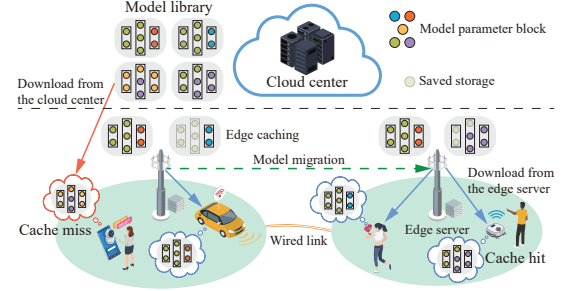 Model library
Model parameter block
Cloud center
Download from
the cloud center
Saved storage
Edge caching
Model migration
Download from
the edge server
Cache miss
Wired link
Edge server
Cache hit